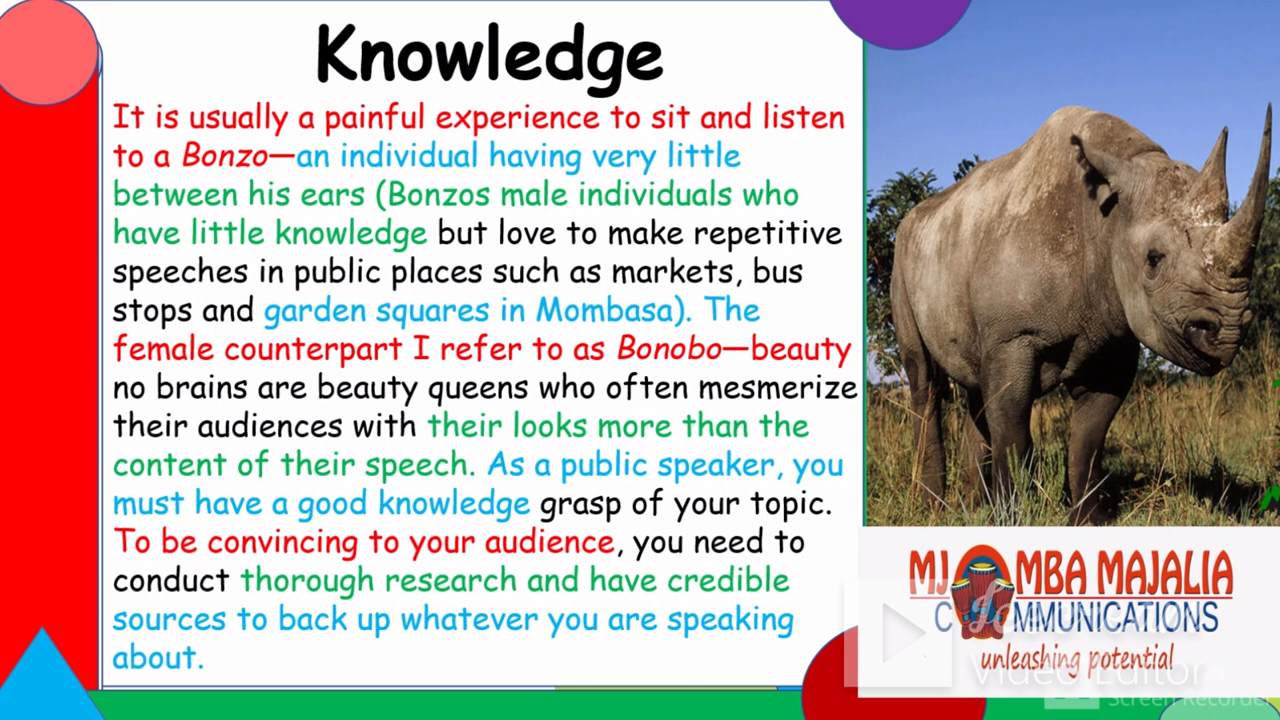 Knowledge
It is usually a painful experience to sit and listen
to a Bonzo—an individual having very little
between his ears (Bonzos male individuals who
have little knowledge but love to make repetitive
speeches in public places such as markets, bus
stops and garden squares in Mombasa). The
female counterpart I refer to as Bonobo—beauty
no brains are beauty queens who often mesmerize
their audiences with their looks more than the
content of their speech. As a public speaker, you
must have a good knowledge grasp of your topic.
To be convincing to your audience, you need to
conduct thorough research and have credible
sources to back up whatever you are speaking
about.
MJOMBA MAJALIA
COMMUNICATIONS
unleashing potential
Video Editor
Screen Recorder